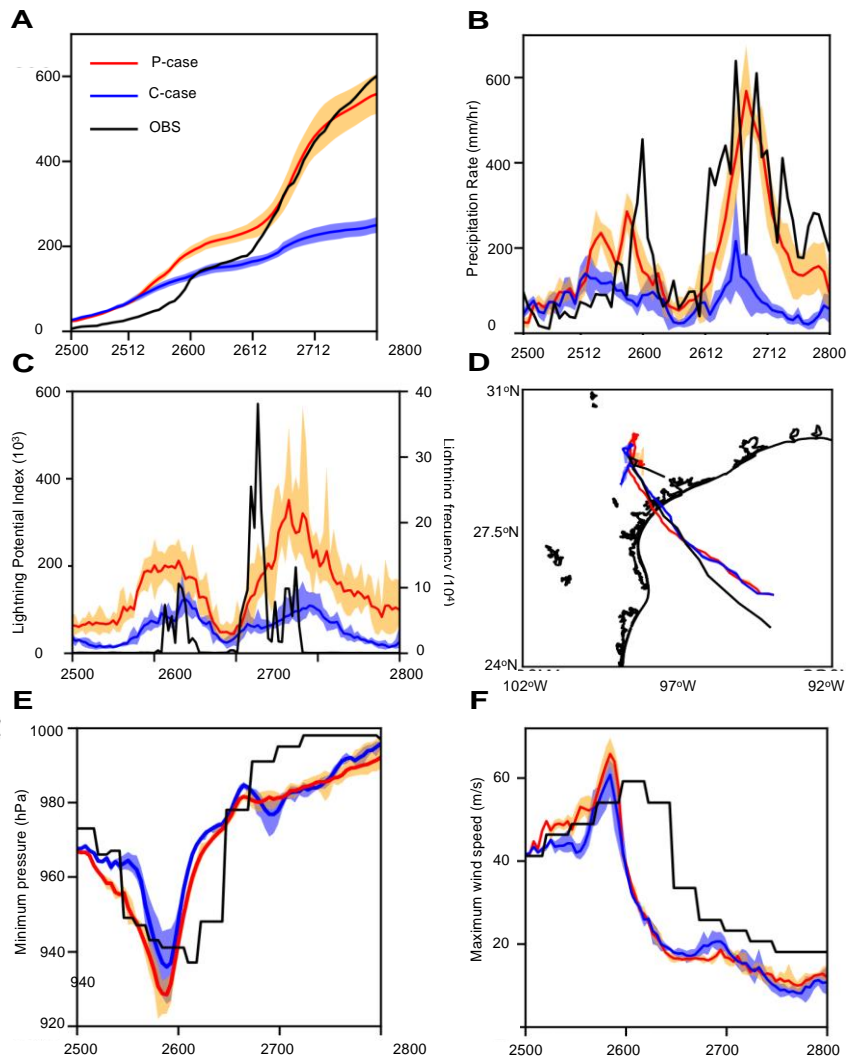 A
B
600
400
200
0
P-case
C-case
OBS
2500
2512
2600
2612
2712
2800
Precipitation Rate (mm/hr)
600
400
200
0
2500
2512
2600
2612
2712
2800
C
D
Lightning Potential Index (10³)
600
400
200
0
40
30
20
10
0
Lightning frequency (10⁴)
2500
2600
2700
2800
31°N
27.5°N
24°N
102°W
97°W
92°W
E
F
Minimum pressure (hPa)
1000
980
960
940
940
920
2500
2600
2700
2800
Maximum wind speed (m/s)
60
40
20
2500
2600
2700
2800